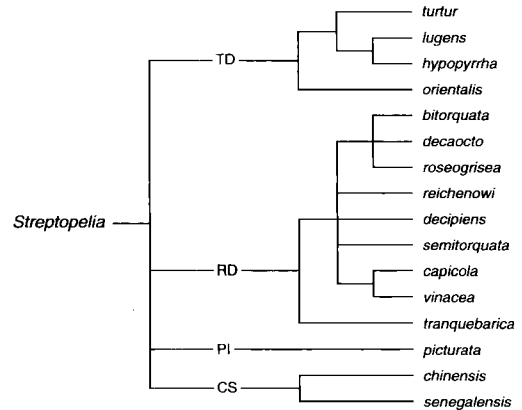 turtur
lugens
TD
hypopyrrha
orientalis
bitorquata
decaocto
roseogrisea
reichenowi
Streptopelia
decipiens
semitorquata
RD
capicola
vinacea
tranquebarica
PI
picturata
chinensis
CS
senegalensis